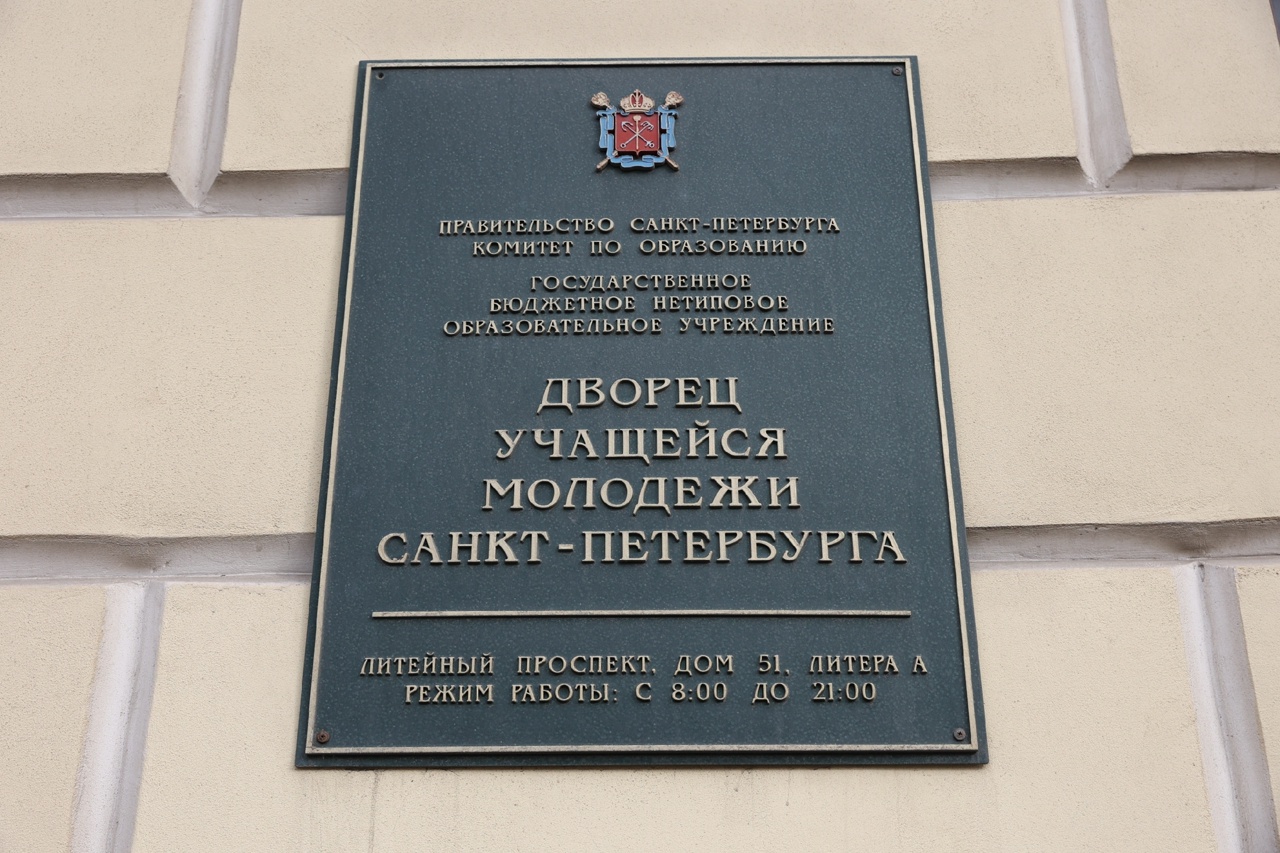 ПРАВИТЕЛЬСТВО САНКТ-ПЕТЕРБУРГА
КОМИТЕТ ПО ОБРАЗОВАНИЮ
ГОСУДАРСТВЕННОЕ
БЮДЖЕТНОЕ НЕТИПОВОЕ
ОБРАЗОВАТЕЛЬНОЕ УЧРЕЖДЕНИЕ
ДВОРЕЦ
УЧАЩЕЙСЯ
МОЛОДЕЖИ
САНКТ-ПЕТЕРБУРГА
ЛИТЕЙНЫЙ ПРОСПЕКТ, ДОМ 51, ЛИТЕРА А
РЕЖИМ РАБОТЫ: С 8:00 ДО 21:00